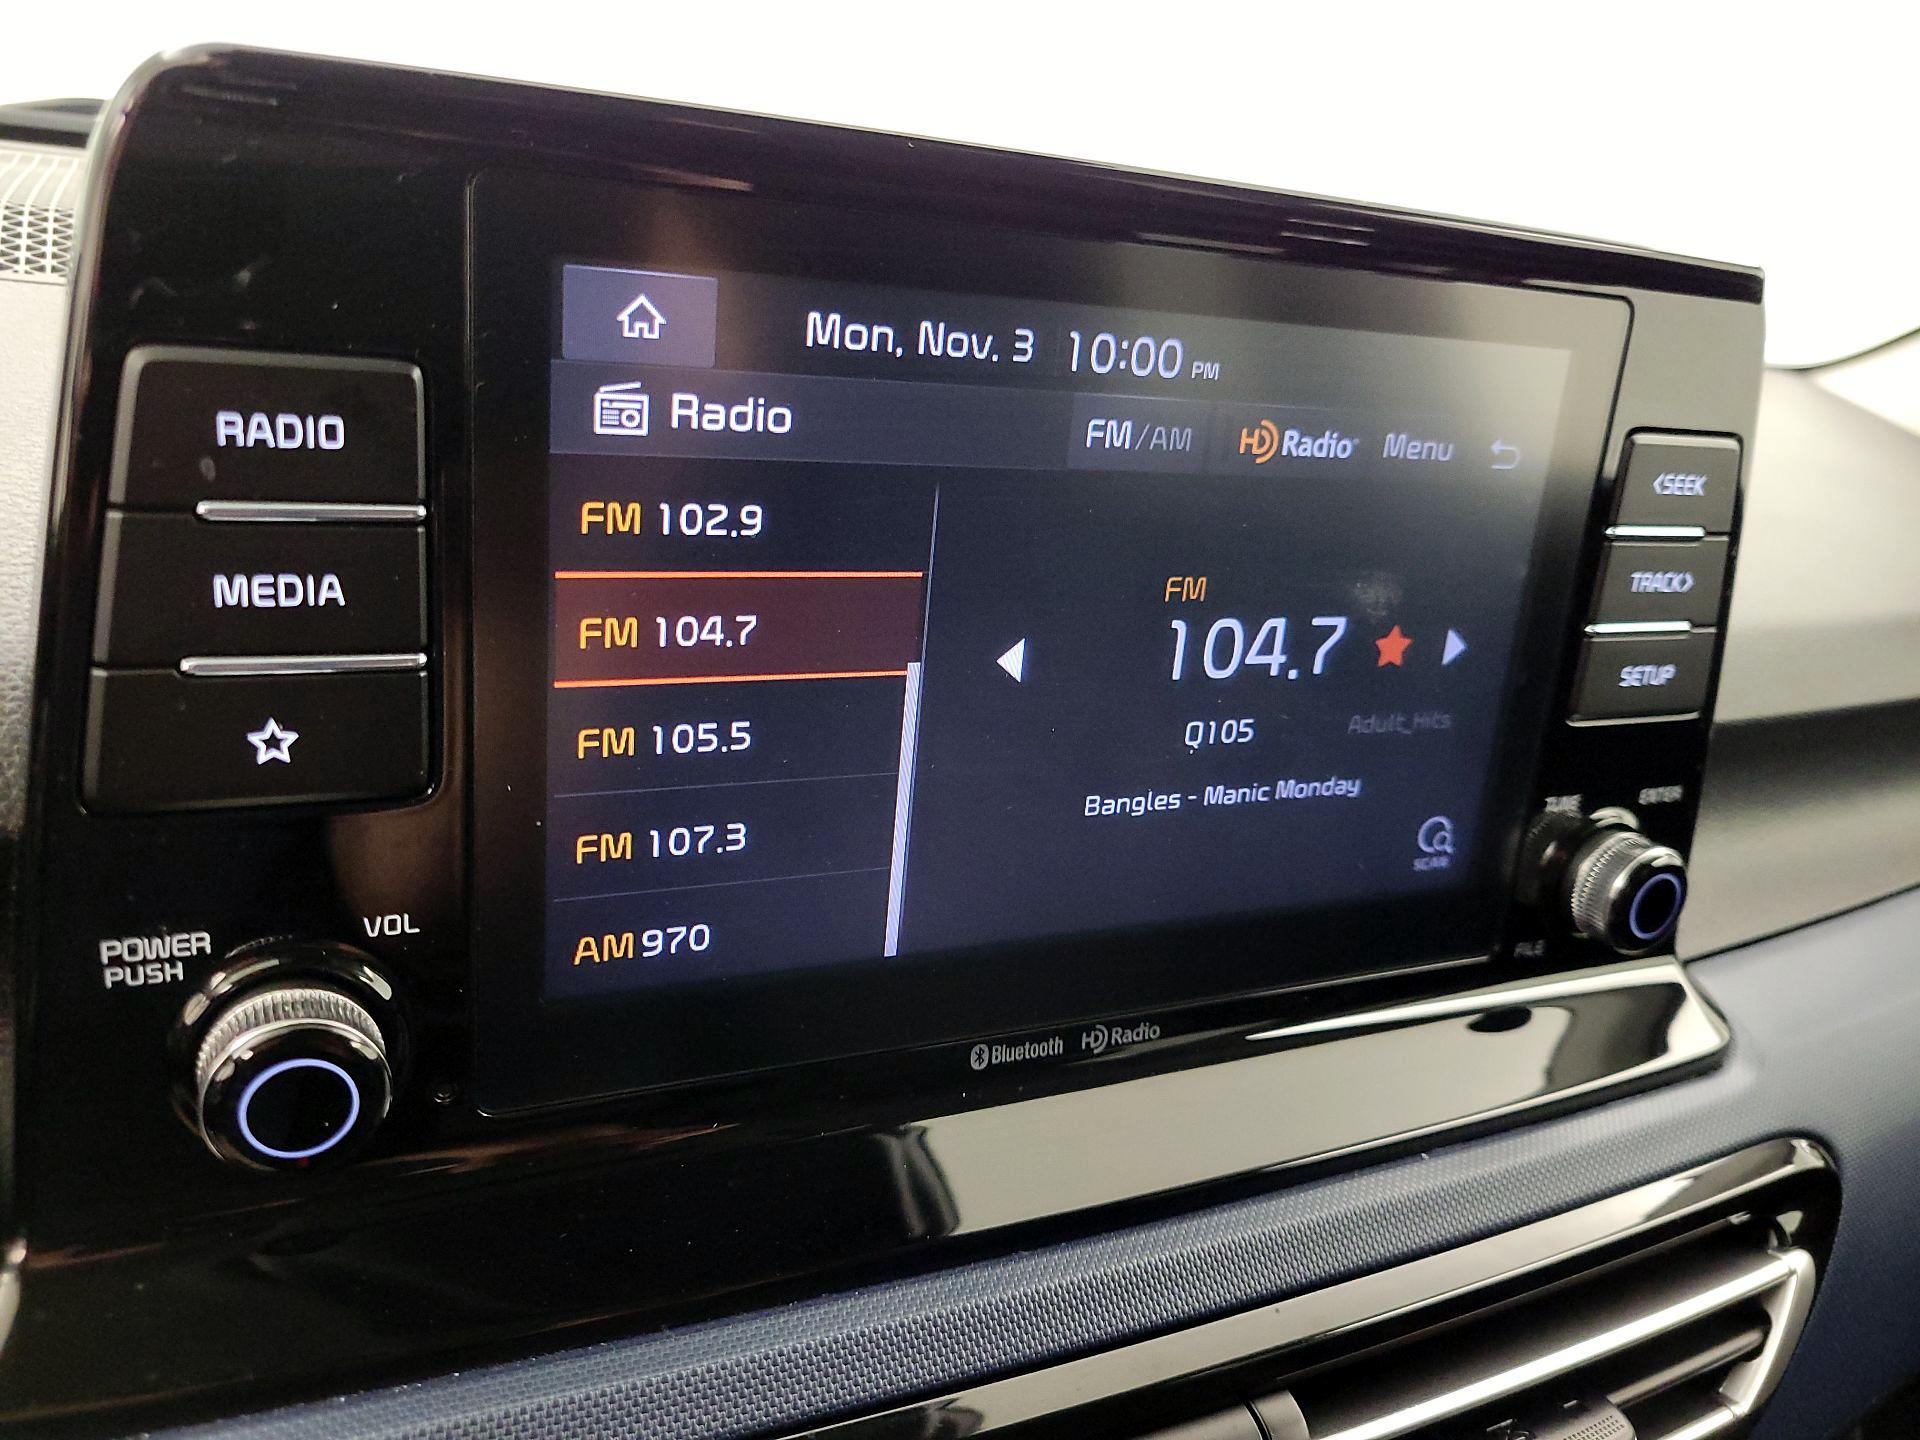 Mon, Nov. 3 10:00 PM
Radio FM/AM HD Radio Menu
RADIO
MEDIA
FM 102.9
FM 104.7
FM 105.5
FM 107.3
AM 970
FM
104.7
Q105 Adult_Hits
Bangles - Manic Monday
SCAN
<SEEK
TRACK>
SETUP
TUNE ENTER
FILE
POWER
PUSH
VOL
Bluetooth HD Radio